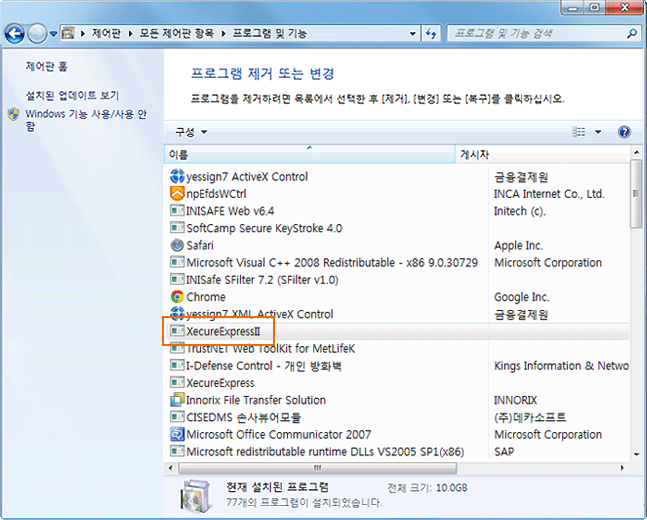 제어판 ▸ 모든 제어판 항목 ▸ 프로그램 및 기능
프로그램 및 기능 검색
제어판 홈
설치된 업데이트 보기
Windows 기능 사용/사용 안
함
프로그램 제거 또는 변경
프로그램을 제거하려면 목록에서 선택한 후 [제거], [변경] 또는 [복구]를 클릭하십시오.
구성
이름 게시자
yessign7 ActiveX Control 금융결제원
npEfdsWCtrl INCA Internet Co., Ltd.
INISAFE Web v6.4 Initech (c).
SoftCamp Secure KeyStroke 4.0
Safari Apple Inc.
Microsoft Visual C++ 2008 Redistributable - x86 9.0.30729 Microsoft Corporation
INISafe SFilter 7.2 (SFilter v1.0)
Chrome Google Inc.
yessign7 XML ActiveX Control 금융결제원
XecureExpressII
TrustNET Web ToolKit for MetLifeK
I-Defense Control - 개인 방화벽 Kings Information & Netwo
XecureExpress
Innorix File Transfer Solution INNORIX
CISEDMS 손사뷰어모듈 (주)데카소프트
Microsoft Office Communicator 2007 Microsoft Corporation
Microsoft redistributable runtime DLLs VS2005 SP1(x86) SAP
현재 설치된 프로그램 전체 크기: 10.0GB
77개의 프로그램이 설치되었습니다.